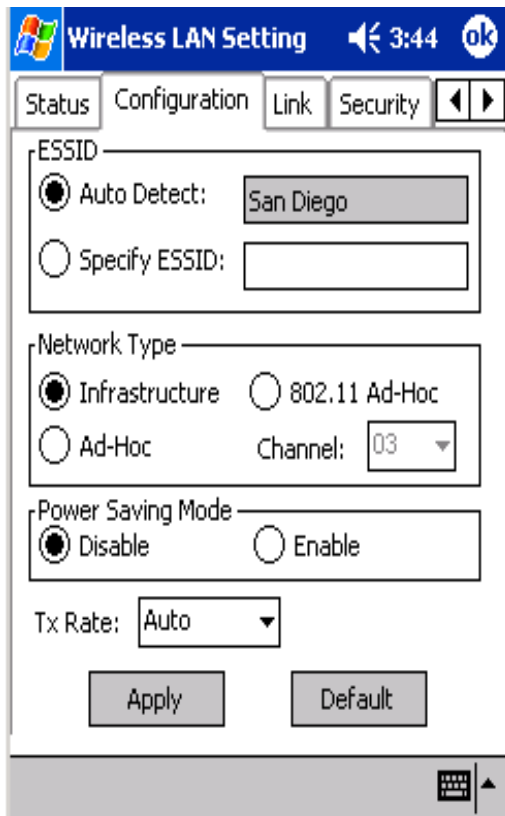 Wireless LAN Setting 3:44 ok
Status Configuration Link Security
ESSID
Auto Detect: San Diego
Specify ESSID:
Network Type
Infrastructure 802.11 Ad-Hoc
Ad-Hoc Channel: 03
Power Saving Mode
Disable Enable
Tx Rate: Auto
Apply Default